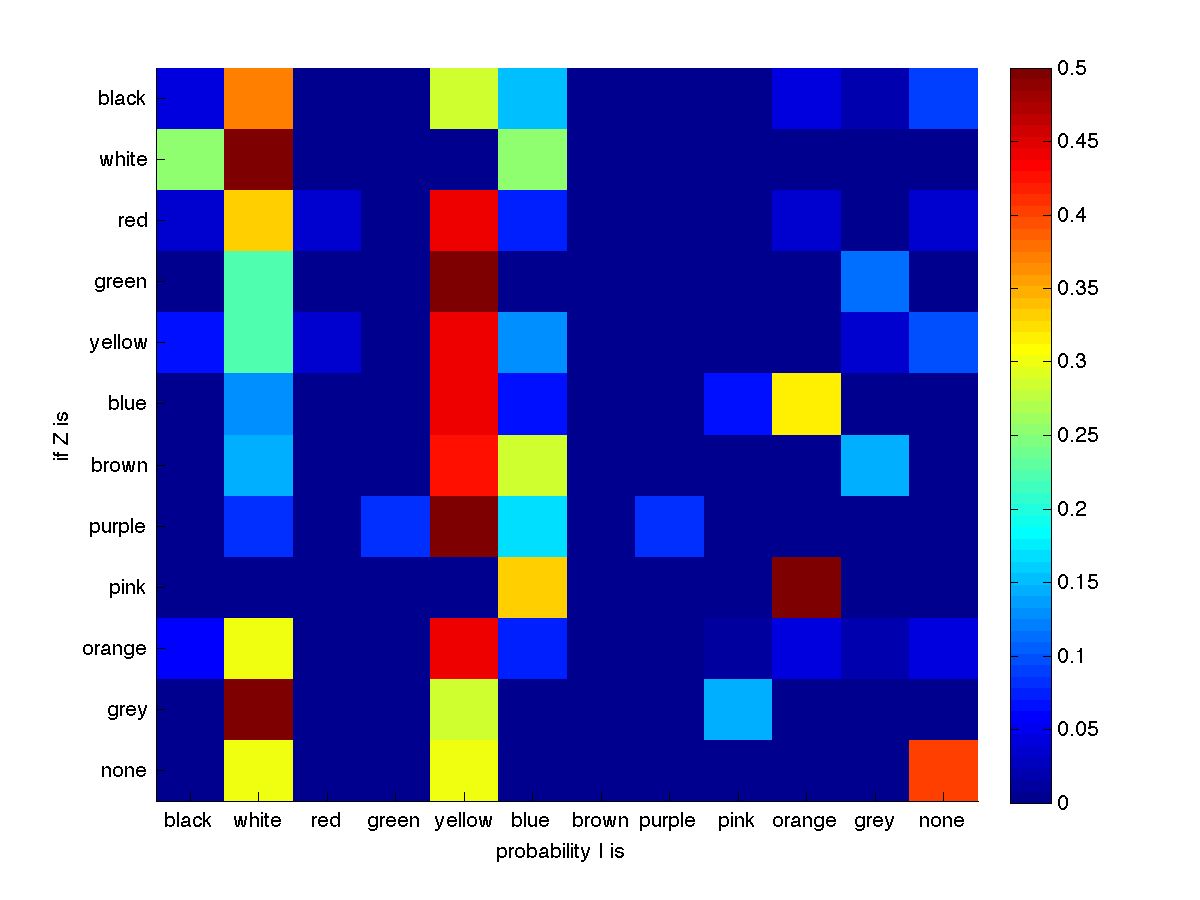 black
white
red
green
yellow
blue
brown
purple
pink
orange
grey
none
if Z is
black white red green yellow blue brown purple pink orange grey none
probability I is
0.5
0.45
0.4
0.35
0.3
0.25
0.2
0.15
0.1
0.05
0